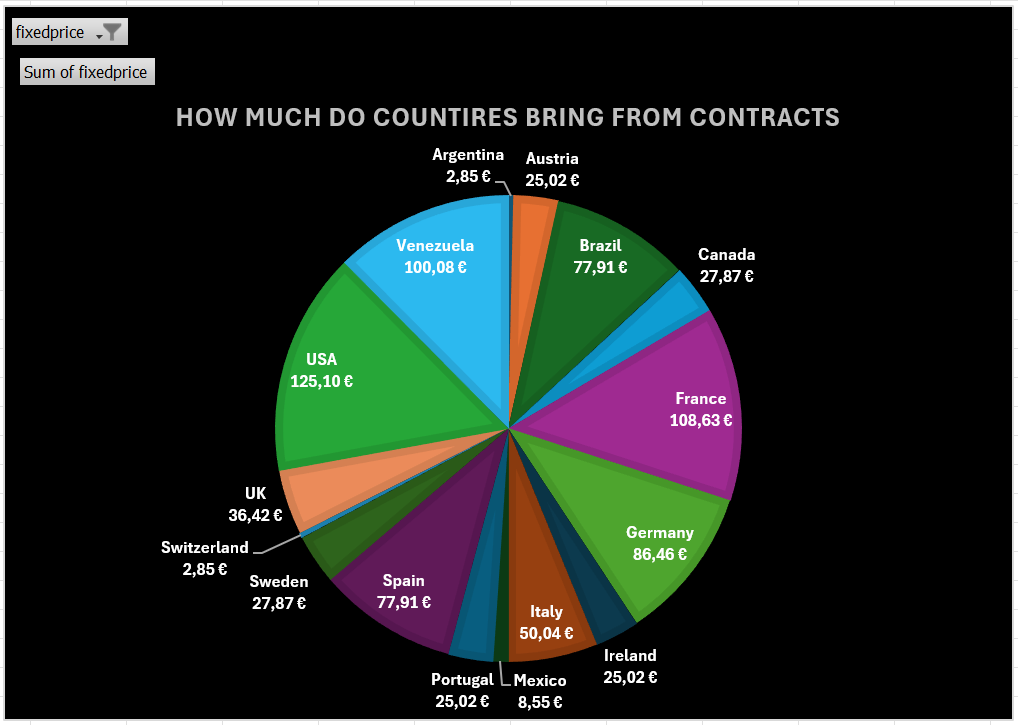 fixedprice
Sum of fixedprice
HOW MUCH DO COUNTIRES BRING FROM CONTRACTS
Argentina
2,85 €
Austria
25,02 €
Brazil
77,91 €
Canada
27,87 €
France
108,63 €
Germany
86,46 €
Ireland
25,02 €
Italy
50,04 €
Mexico
8,55 €
Portugal
25,02 €
Spain
77,91 €
Sweden
27,87 €
Switzerland
2,85 €
UK
36,42 €
USA
125,10 €
Venezuela
100,08 €